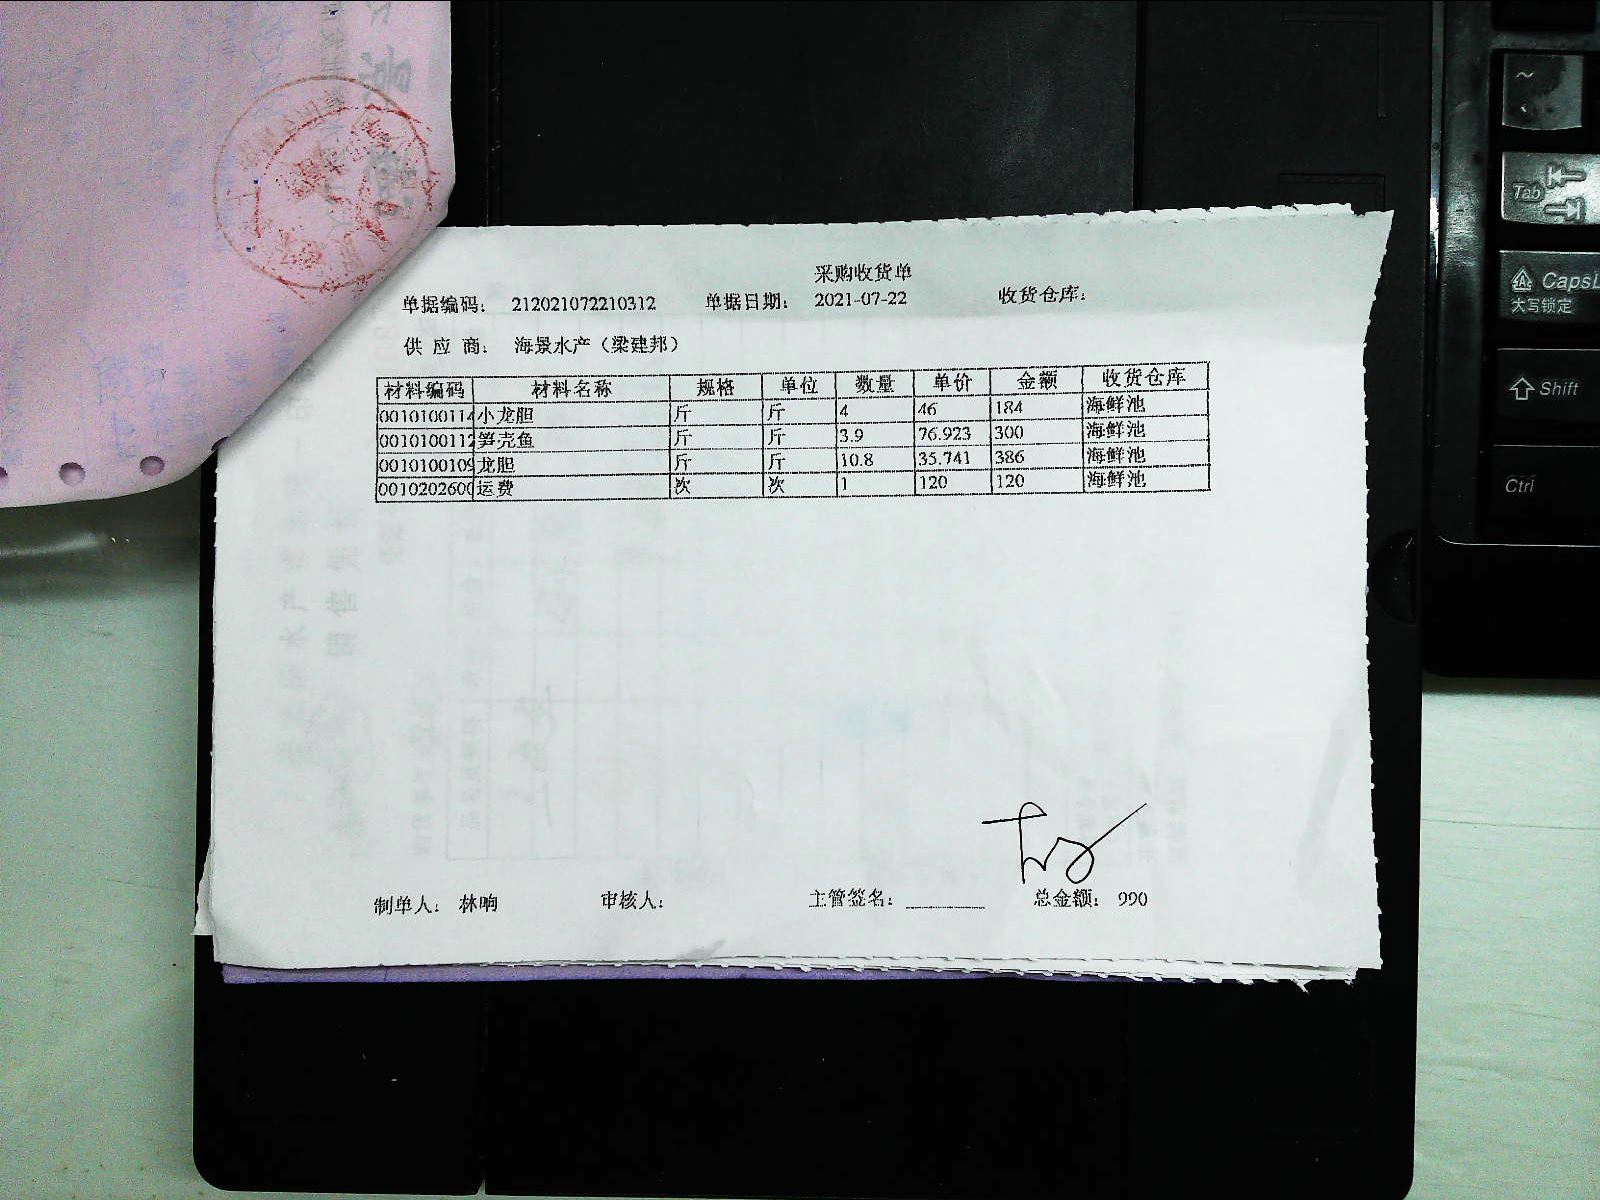 采购收货单
单据编码： 212021072210312 单据日期： 2021-07-22 收货仓库：
供 应 商： 海景水产（梁建邦）
材料编码 材料名称 规格 单位 数量 单价 金额 收货仓库
0010100114 小龙胆 斤 斤 4 46 184 海鲜池
0010100112 笋壳鱼 斤 斤 3.9 76.923 300 海鲜池
0010100109 龙胆 斤 斤 10.8 35.741 386 海鲜池
0010202600 运费 次 次 1 120 120 海鲜池
制单人： 林响 审核人： 主管签名： 总金额： 990
~
Tab
CapsL
大写锁定
Shift
Ctrl